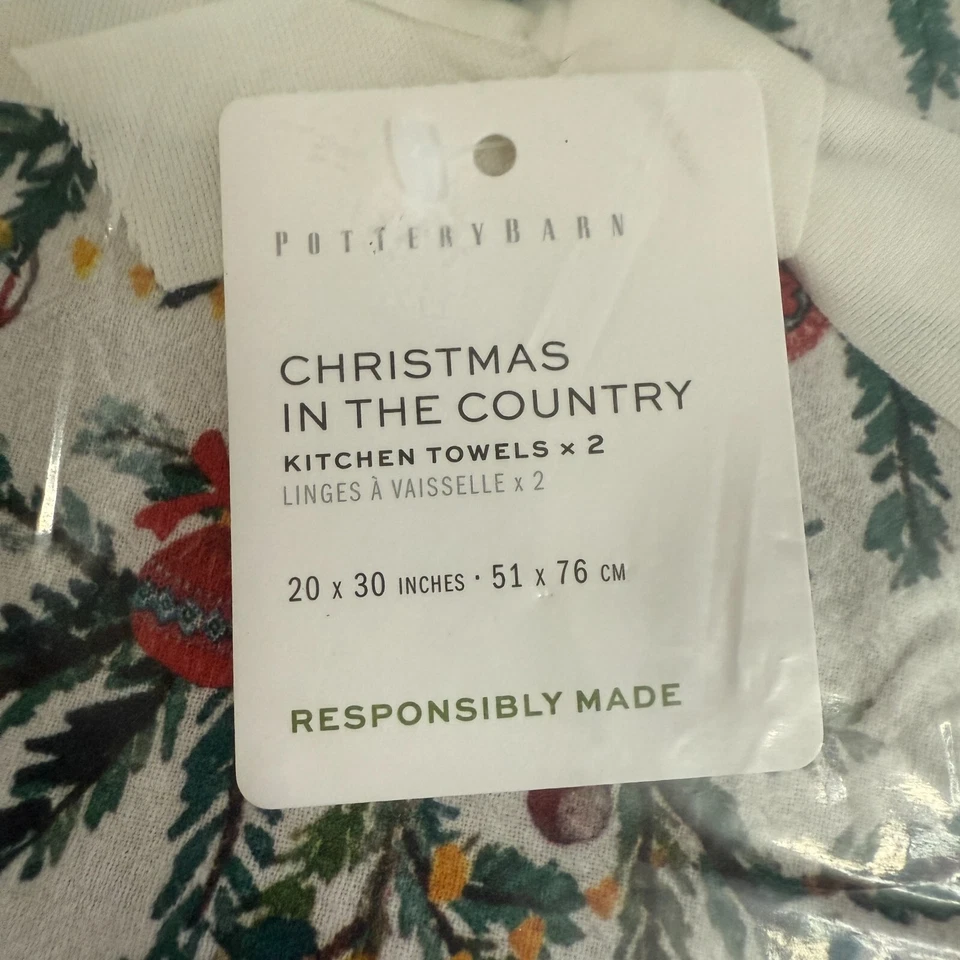 POTTERYBARN
CHRISTMAS
IN THE COUNTRY
KITCHEN TOWELS × 2
LINGES À VAISSELLE x 2
20 x 30 INCHES · 51 x 76 CM
RESPONSIBLY MADE